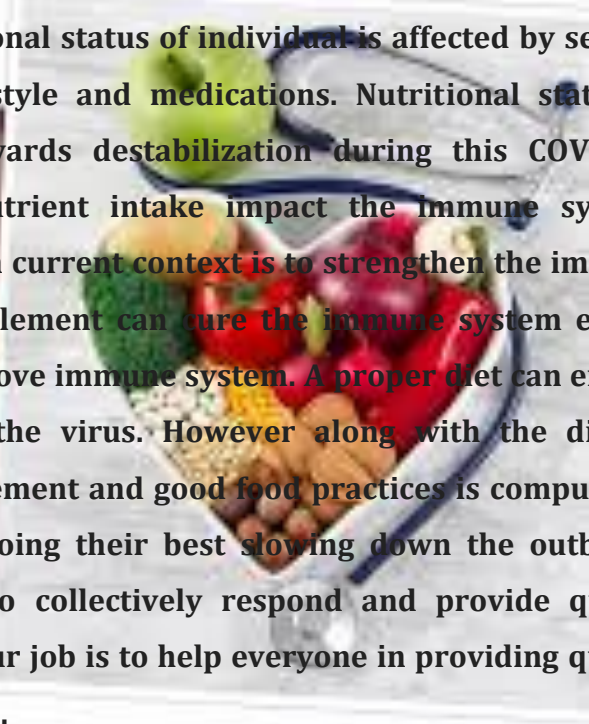 onal status of individual is affected by se
style and medications. Nutritional stat
vards destabilization during this COV
utrient intake impact the immune sy
n current context is to strengthen the im
lement can cure the immune system e
ove immune system. A proper diet can e
the virus. However along with the di
ement and good food practices is compu
oing their best slowing down the outb
o collectively respond and provide q
ur job is to help everyone in providing q
.